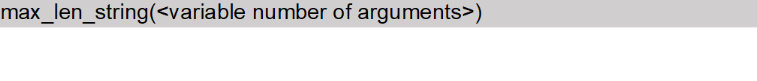 max_len_string(<variable number of arguments>)